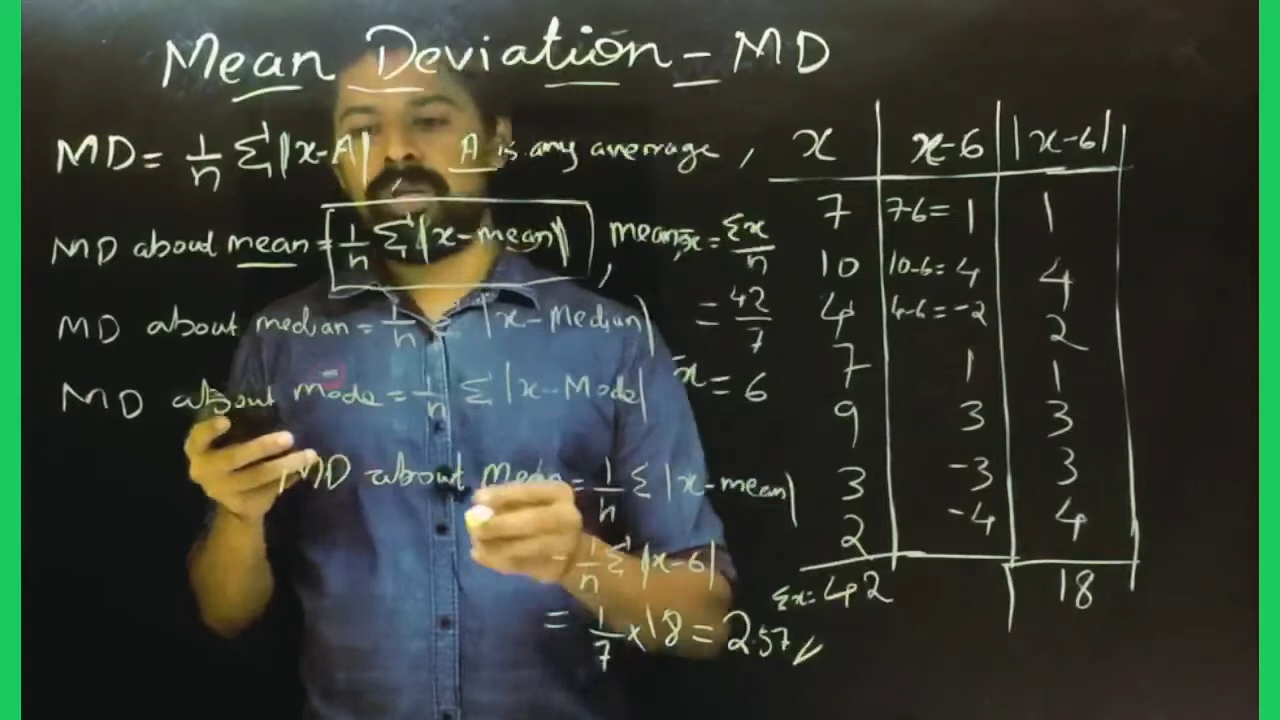 Mean Deviation - MD
MD = 1/n Σ|x-A| A is any average,
MD about mean = 1/n Σ|x-mean|, mean, x̄ = Σx/n
= 42/7
x̄ = 6
MD about median = 1/n Σ |x-Median|
MD about mode = 1/n Σ |x-Mode|
MD about Mean = 1/n Σ |x-mean|
= 1/n Σ |x-6|
= 1/7 x 18 = 2.57
x x-6 |x-6|
7 7-6= 1 1
10 10-6= 4 4
4 4-6= -2 2
7 1 1
9 3 3
3 -3 3
2 -4 4
Σx= 42 18